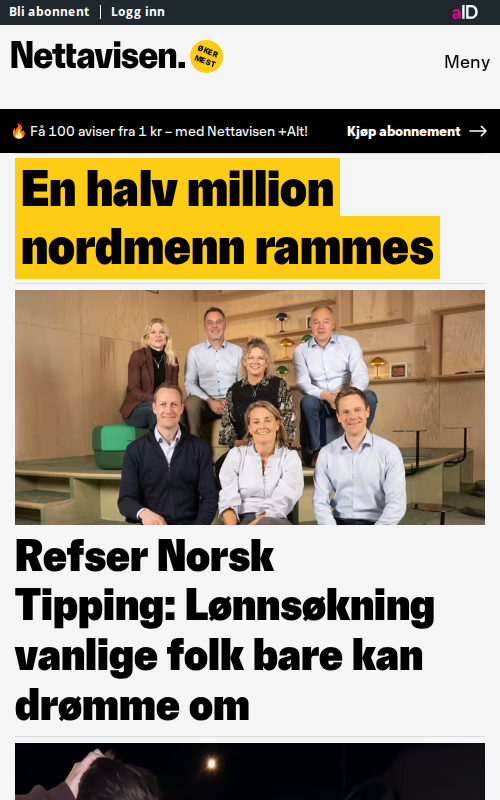 Bli abonnent
Logg inn
aID
Nettavisen.
ØKER
MEST
Meny
🔥 Få 100 aviser fra 1 kr – med Nettavisen +Alt!
Kjøp abonnement →
En halv million
nordmenn rammes
Refser Norsk
Tipping: Lønnsøkning
vanlige folk bare kan
drømme om